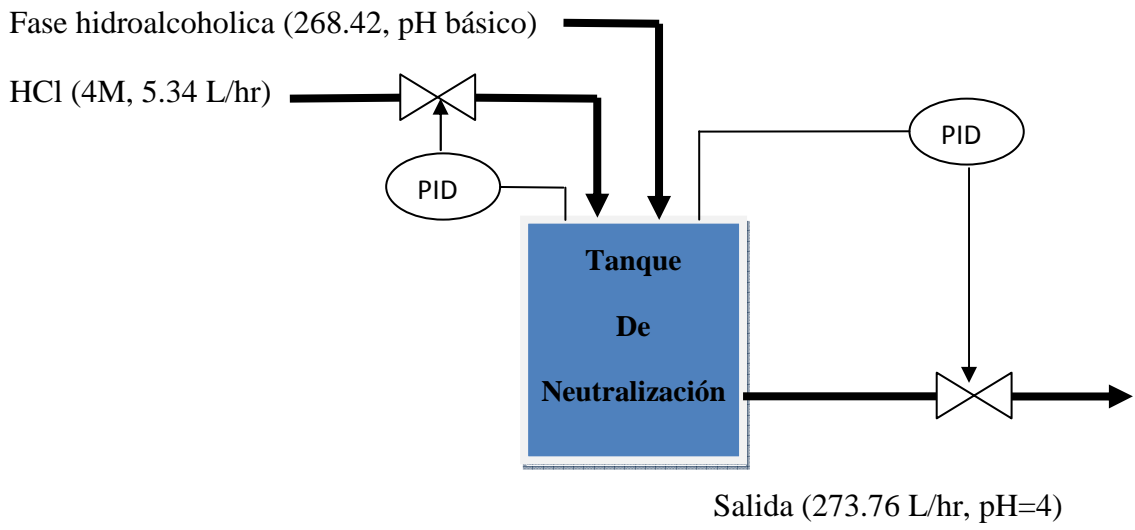 Fase hidroalcoholica (268.42, pH básico)
HCl (4M, 5.34 L/hr)
PID
PID
Tanque
De
Neutralización
Salida (273.76 L/hr, pH=4)